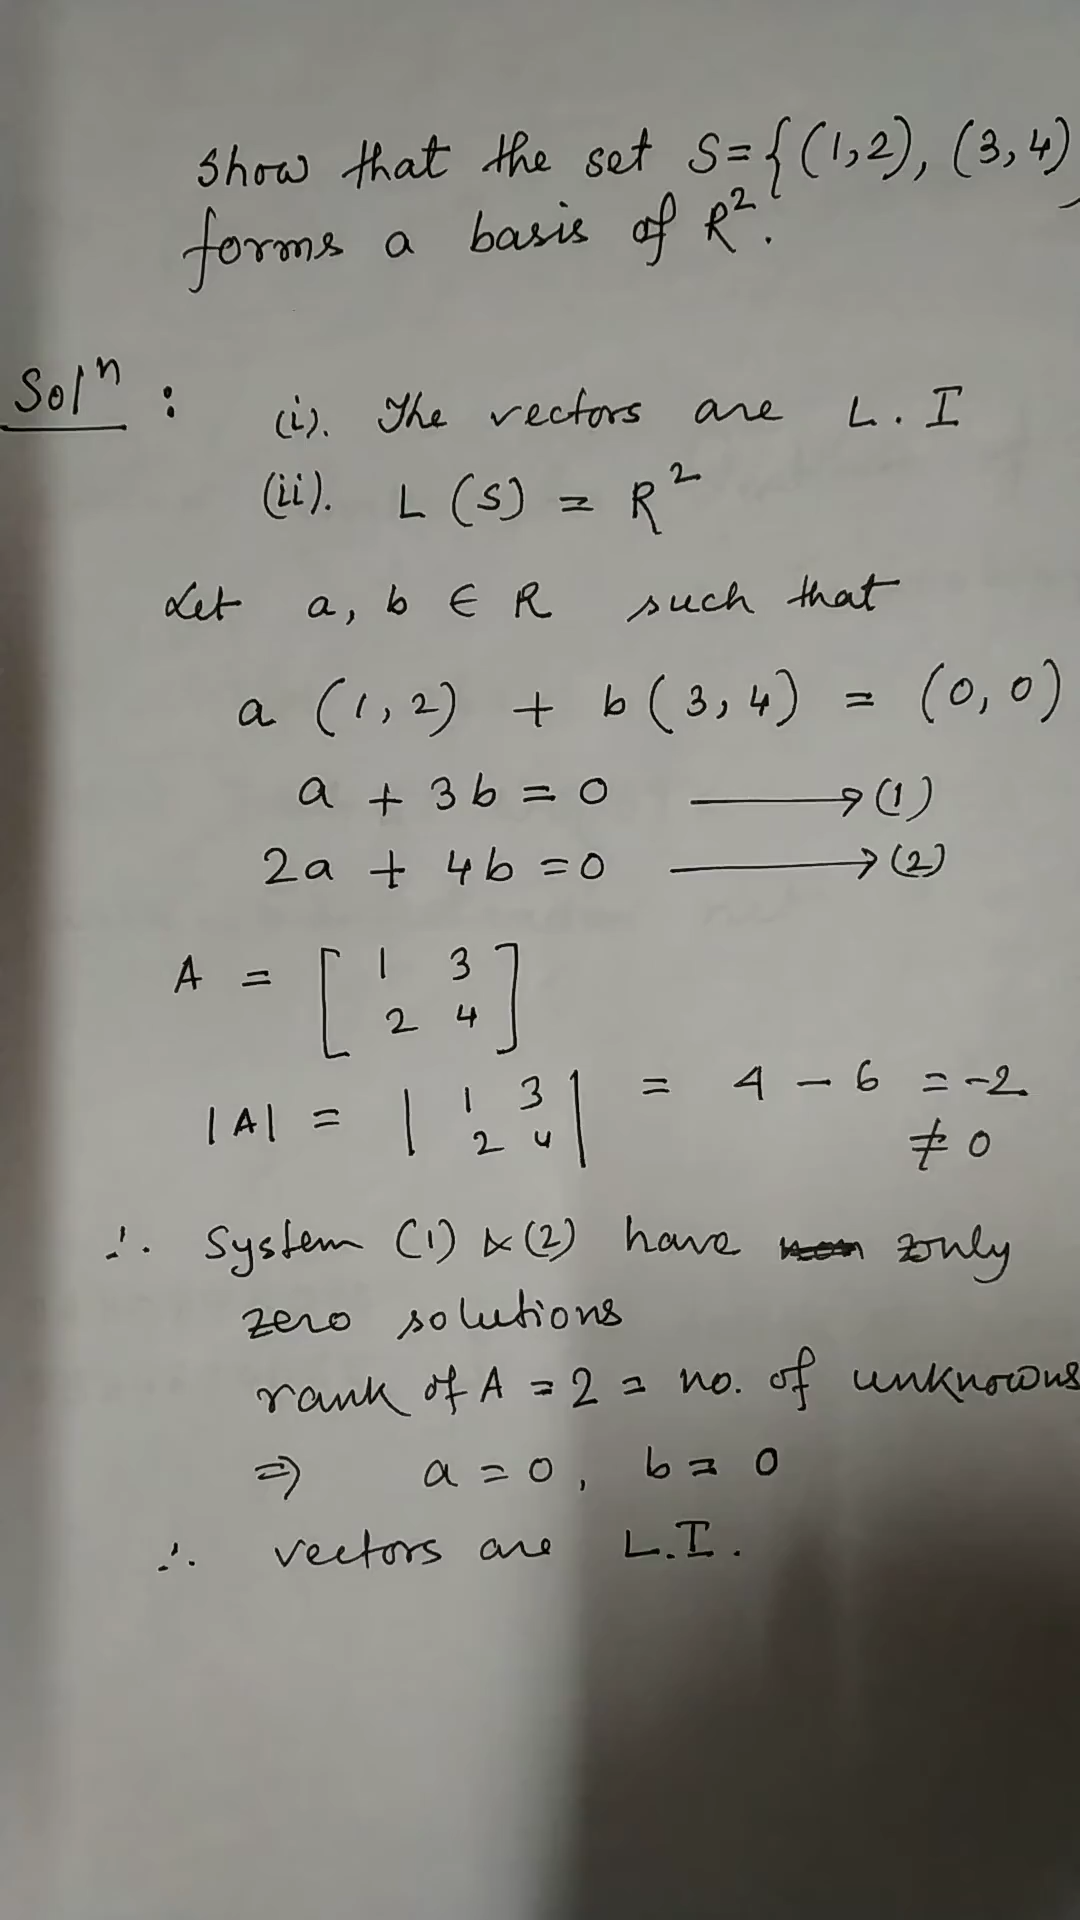 Show that the set S={(1,2), (3,4)
forms a basis of R².
Solⁿ : (i). The vectors are L.I
(ii). L(S) = R²
Let a, b ∈ R such that
a (1,2) + b(3,4) = (0,0)
a + 3b = 0 ⟶ (1)
2a + 4b = 0 ⟶ (2)
A = [ 1 3
2 4 ]
|A| = | 1 3
2 4 | = 4 - 6 = -2
≠ 0
∴ System (1) & (2) have only
zero solutions
rank of A = 2 = no. of unknowns
⇒ a = 0, b = 0
∴ vectors are L.I.